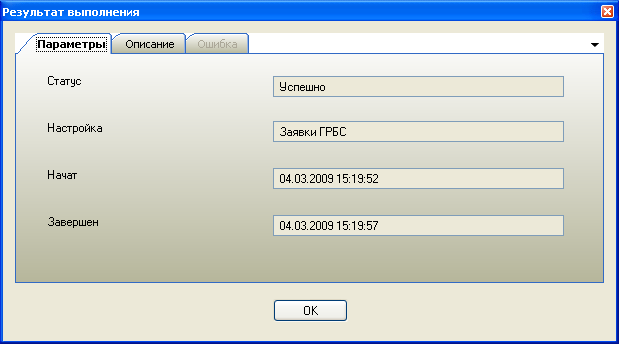 Результат выполнения
Параметры Описание Ошибка
Статус Успешно
Настройка Заявки ГРБС
Начат 04.03.2009 15:19:52
Завершен 04.03.2009 15:19:57
OK